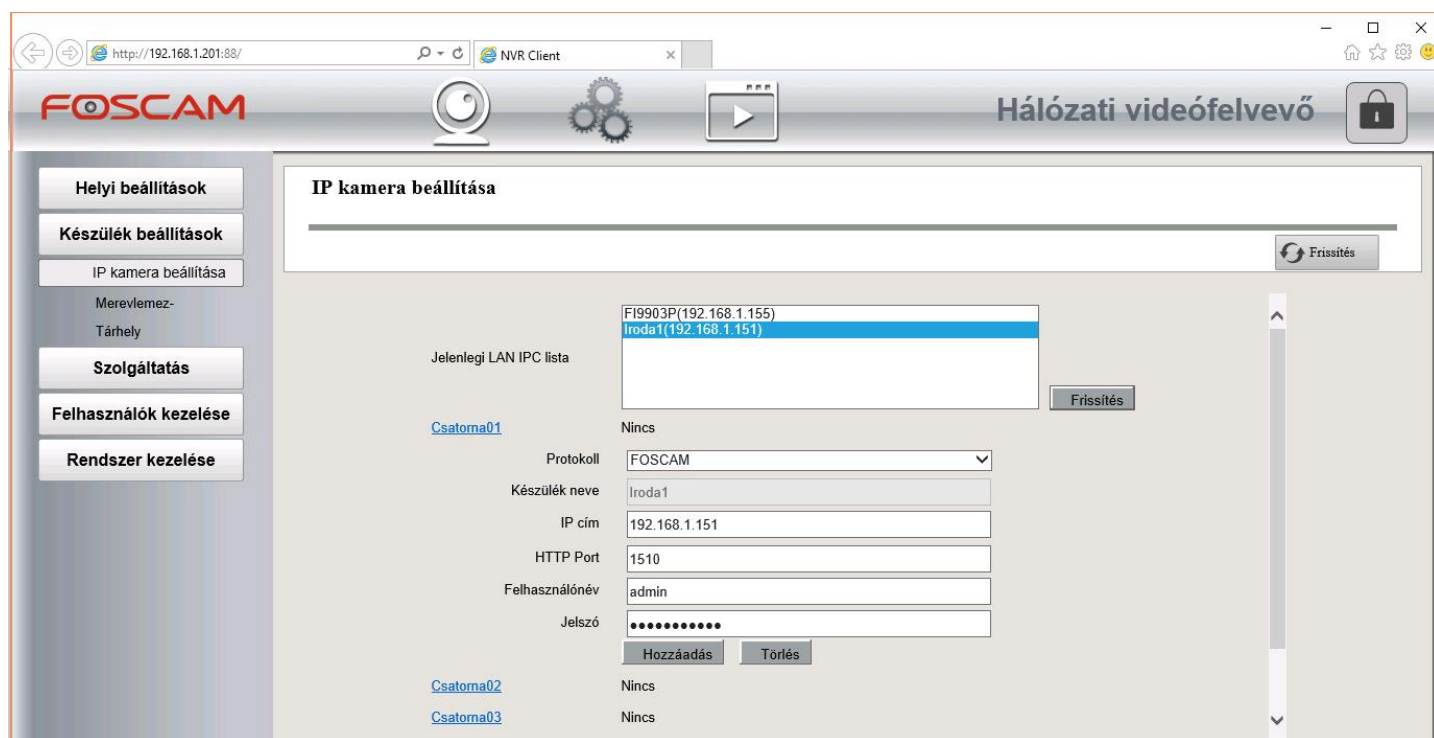 http://192.168.1.201:88/
NVR Client
FOSCAM
Hálózati videófelvevő
Helyi beállítások
Készülék beállítások
IP kamera beállítása
Merevlemez-
Tárhely
Szolgáltatás
Felhasználók kezelése
Rendszer kezelése
IP kamera beállítása
Frissítés
Jelenlegi LAN IPC lista
FI9903P(192.168.1.155)
Iroda1(192.168.1.151)
Frissítés
Csatorna01 Nincs
Protokoll FOSCAM
Készülék neve Iroda1
IP cím 192.168.1.151
HTTP Port 1510
Felhasználónév admin
Jelszó •••••••••••
Hozzáadás Törlés
Csatorna02 Nincs
Csatorna03 Nincs